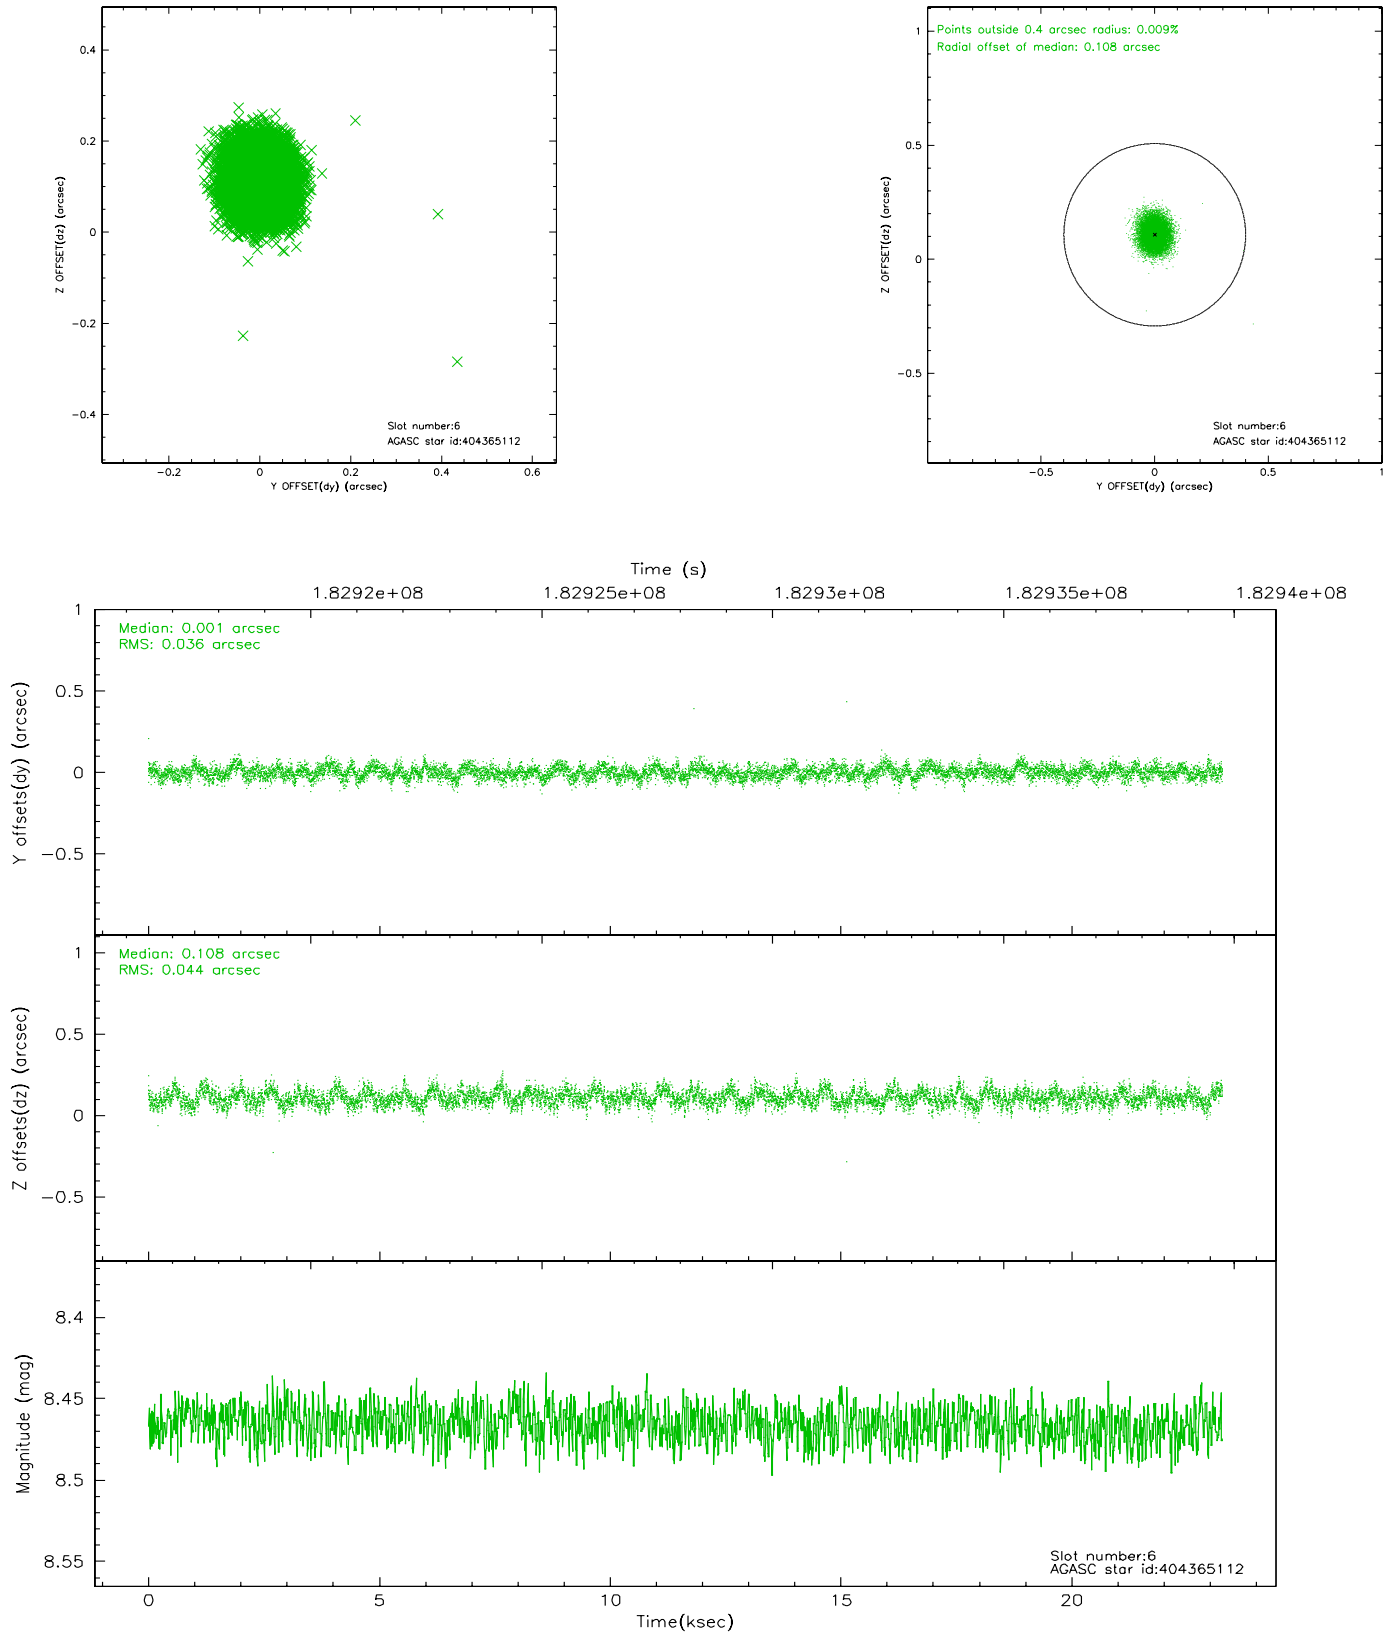 0.4
0.2
0
−0.2
−0.4
−0.2
0
0.2
0.4
0.6
Z OFFSET(dz) (arcsec)
Y OFFSET(dy) (arcsec)
Slot number:6
AGASC star id:404365112
Points outside 0.4 arcsec radius: 0.009%
Radial offset of median: 0.108 arcsec
1
0.5
0
−0.5
−0.5
0
0.5
1
Z OFFSET(dz) (arcsec)
Y OFFSET(dy) (arcsec)
Slot number:6
AGASC star id:404365112
Time (s)
1.8292e+08
1.82925e+08
1.8293e+08
1.82935e+08
1.8294e+08
Median: 0.001 arcsec
RMS: 0.036 arcsec
1
0.5
0
−0.5
Y offsets(dy) (arcsec)
Median: 0.108 arcsec
RMS: 0.044 arcsec
1
0.5
0
−0.5
Z offsets(dz) (arcsec)
8.4
8.45
8.5
8.55
Magnitude (mag)
Slot number:6
AGASC star id:404365112
0
5
10
15
20
Time(ksec)